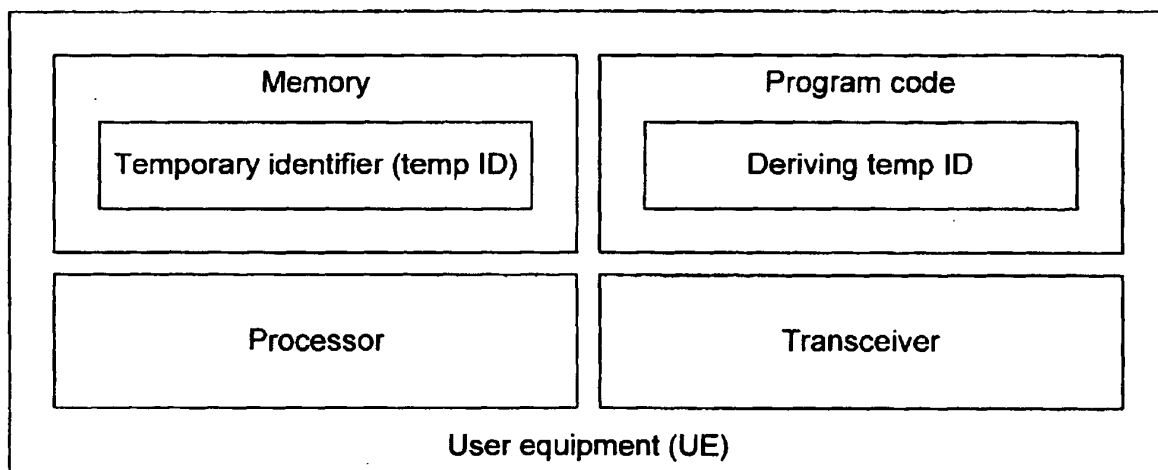 Memory
Temporary identifier (temp ID)
Program code
Deriving temp ID
Processor
Transceiver
User equipment (UE)